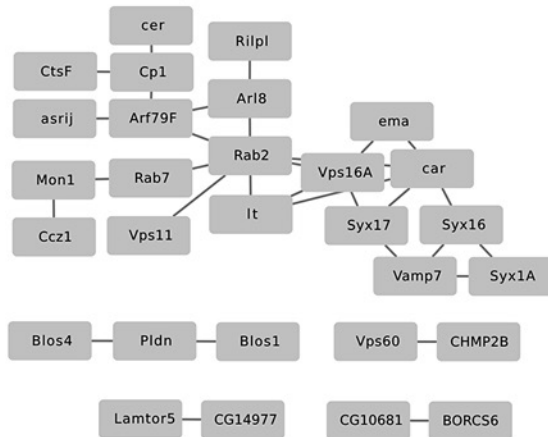 cer
Rilpl
CtsF
Cp1
Arl8
asrij
Arf79F
ema
Rab2
Vps16A
car
Mon1
Rab7
lt
Syx17
Syx16
Ccz1
Vps11
Vamp7
Syx1A
Blos4
Pldn
Blos1
Vps60
CHMP2B
Lamtor5
CG14977
CG10681
BORCS6